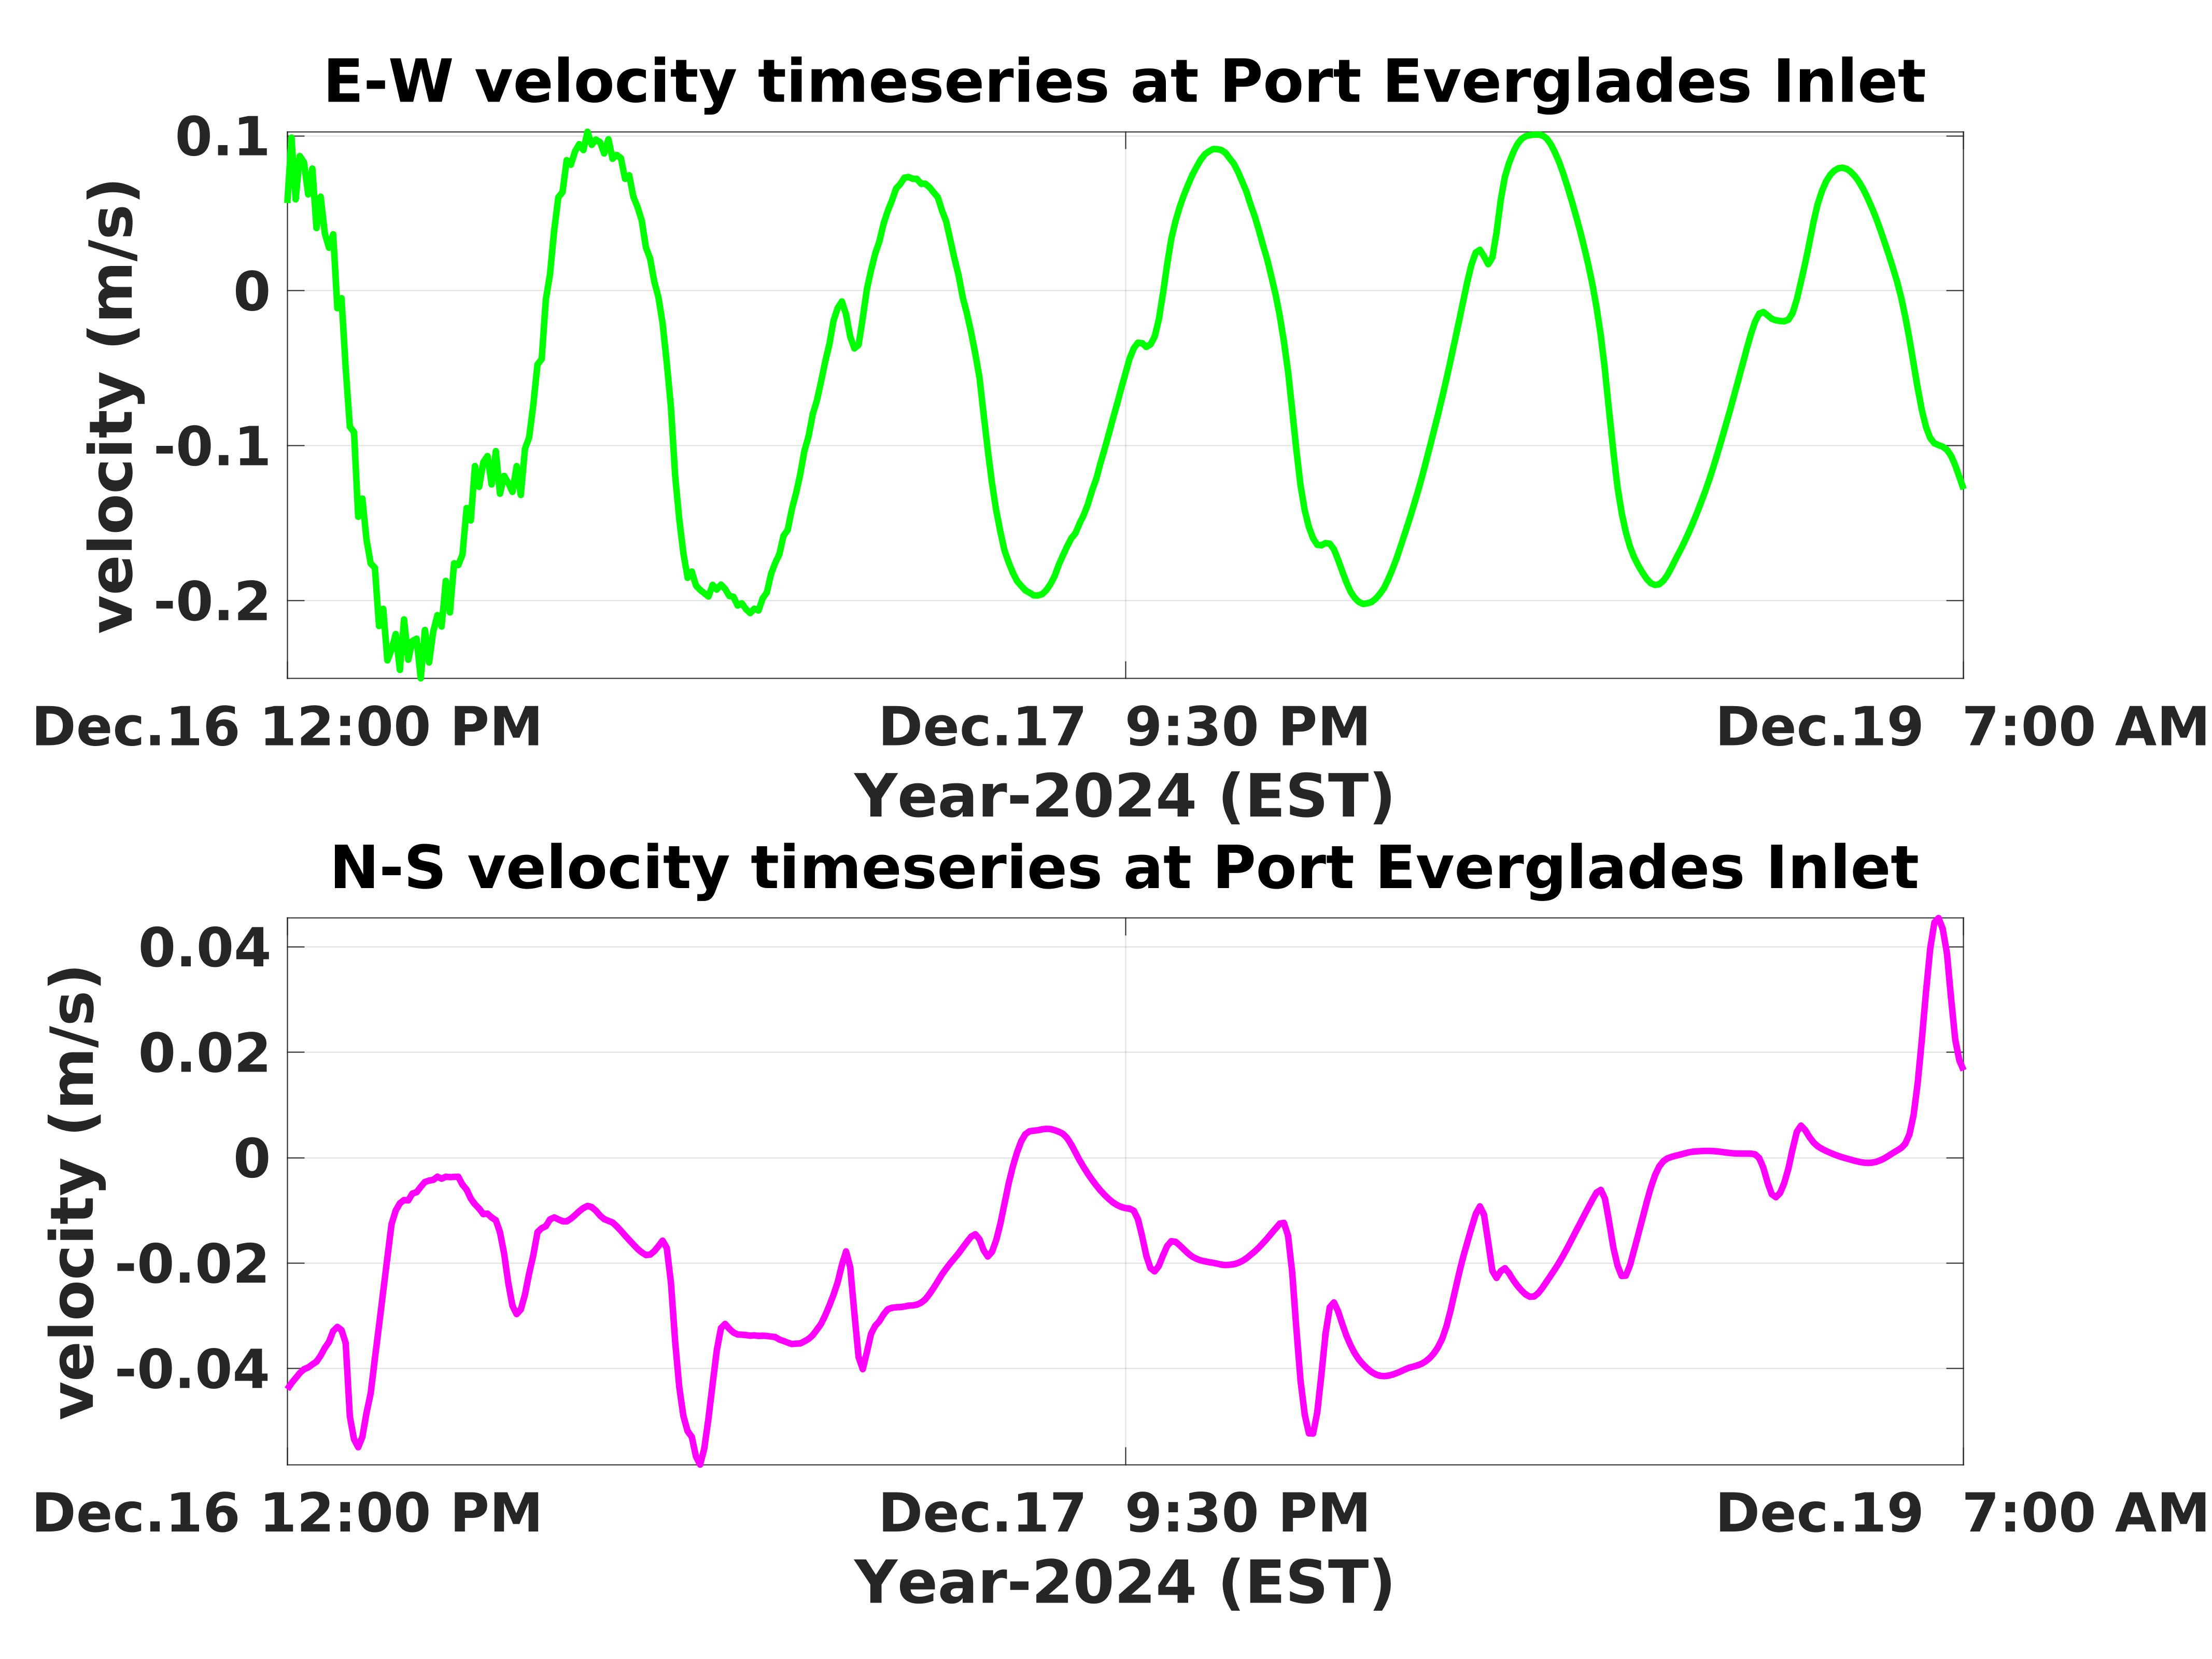 E-W velocity timeseries at Port Everglades Inlet
velocity (m/s)
0.1
0
-0.1
-0.2
Dec.16 12:00 PM
Dec.17  9:30 PM
Dec.19  7:00 AM
Year-2024 (EST)
N-S velocity timeseries at Port Everglades Inlet
velocity (m/s)
0.04
0.02
0
-0.02
-0.04
Dec.16 12:00 PM
Dec.17  9:30 PM
Dec.19  7:00 AM
Year-2024 (EST)